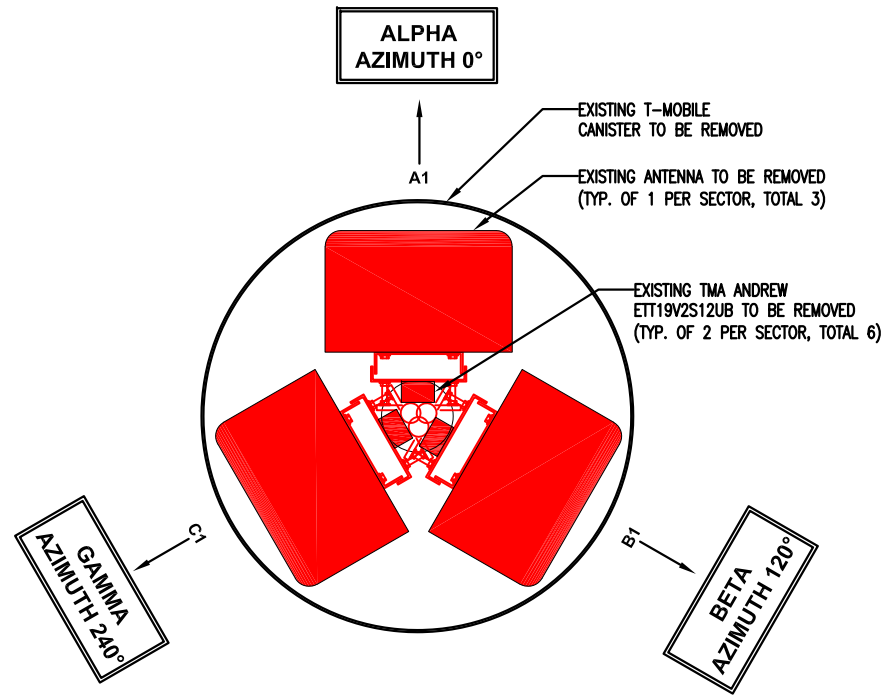 ALPHA
AZIMUTH 0°
EXISTING T-MOBILE
CANISTER TO BE REMOVED
A1
EXISTING ANTENNA TO BE REMOVED
(TYP. OF 1 PER SECTOR, TOTAL 3)
EXISTING TMA ANDREW
ETT19V2S12UB TO BE REMOVED
(TYP. OF 2 PER SECTOR, TOTAL 6)
C1
GAMMA
AZIMUTH 240°
B1
BETA
AZIMUTH 120°